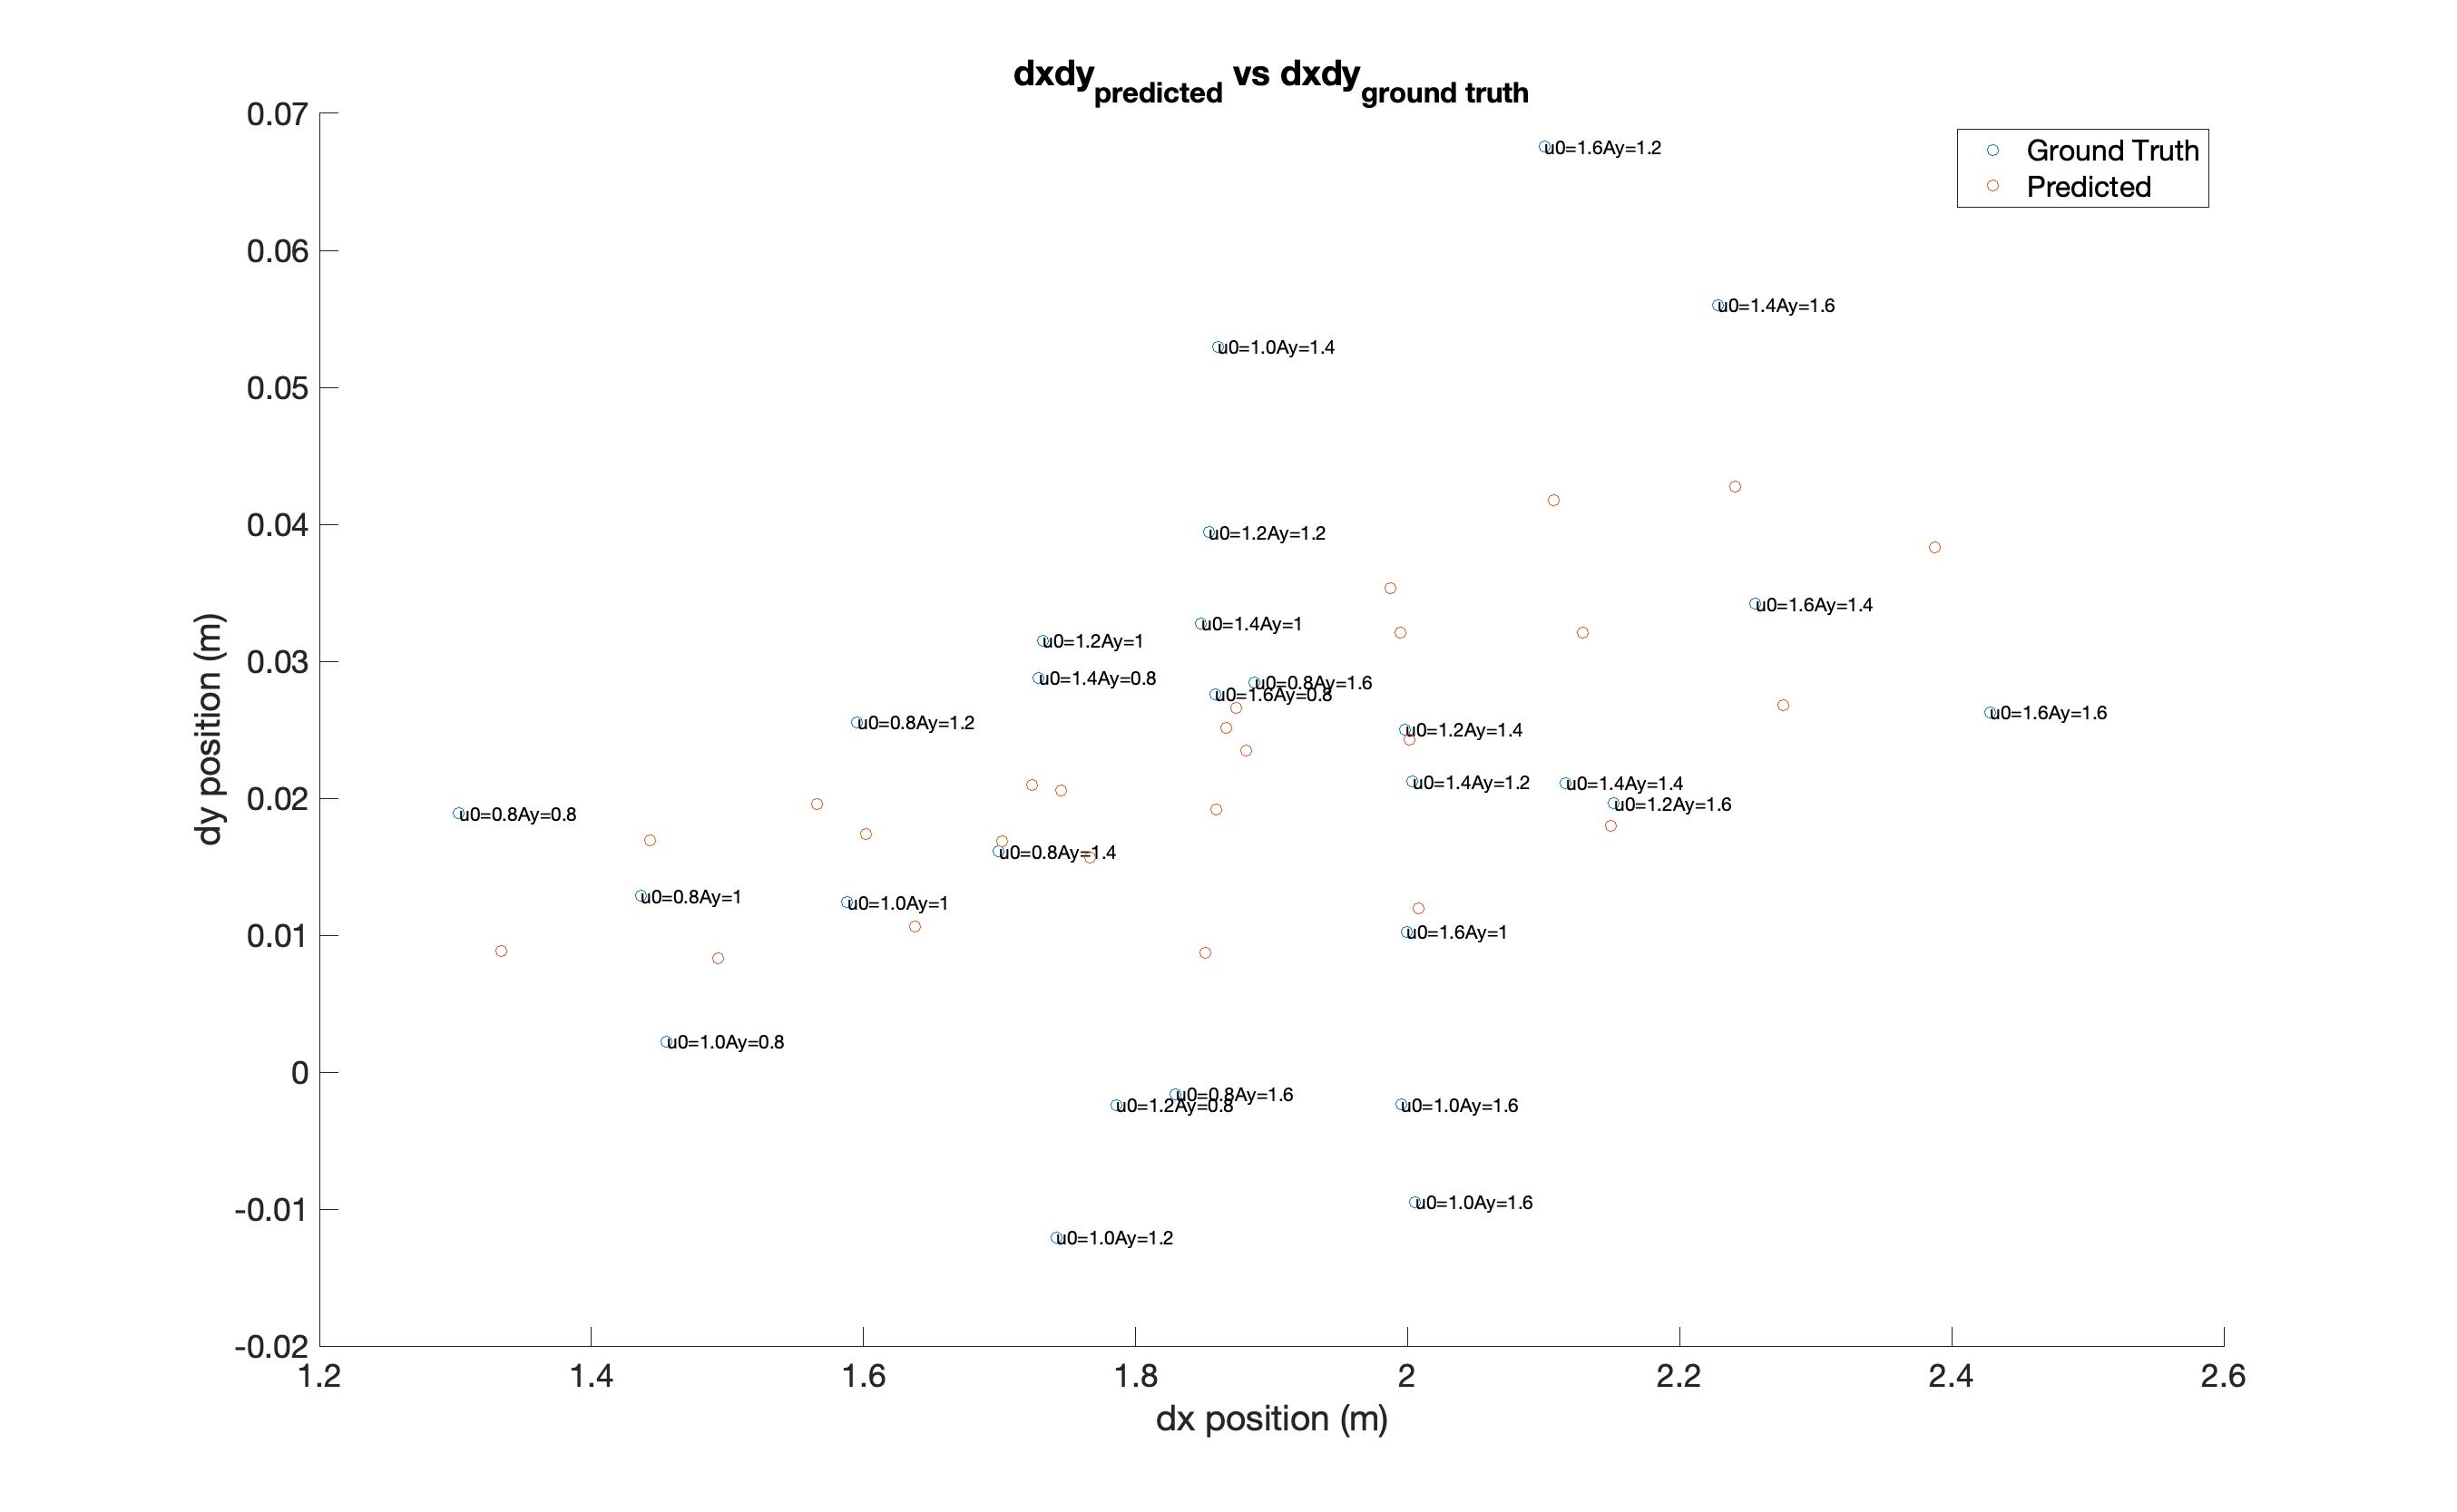 dxdy predicted vs dxdy ground truth
0.07
u0=1.6Ay=1.2
Ground Truth
Predicted
0.06
u0=1.4Ay=1.6
u0=1.0Ay=1.4
0.05
0.04
u0=1.2Ay=1.2
u0=1.6Ay=1.4
u0=1.4Ay=1
u0=1.2Ay=1
0.03
u0=1.4Ay=0.8
u0=0.8Ay=1.6
u0=1.6Ay=0.8
u0=1.6Ay=1.6
u0=0.8Ay=1.2
u0=1.2Ay=1.4
dy position (m)
u0=1.4Ay=1.2
u0=1.4Ay=1.4
0.02
u0=1.2Ay=1.6
u0=0.8Ay=0.8
u0=0.8Ay=1.4
u0=0.8Ay=1
u0=1.0Ay=1
0.01
u0=1.6Ay=1
u0=1.0Ay=0.8
0
u0=0.8Ay=1.6
u0=1.2Ay=0.8
u0=1.0Ay=1.6
-0.01
u0=1.0Ay=1.6
u0=1.0Ay=1.2
-0.02
1.2 1.4 1.6 1.8 2 2.2 2.4 2.6
dx position (m)